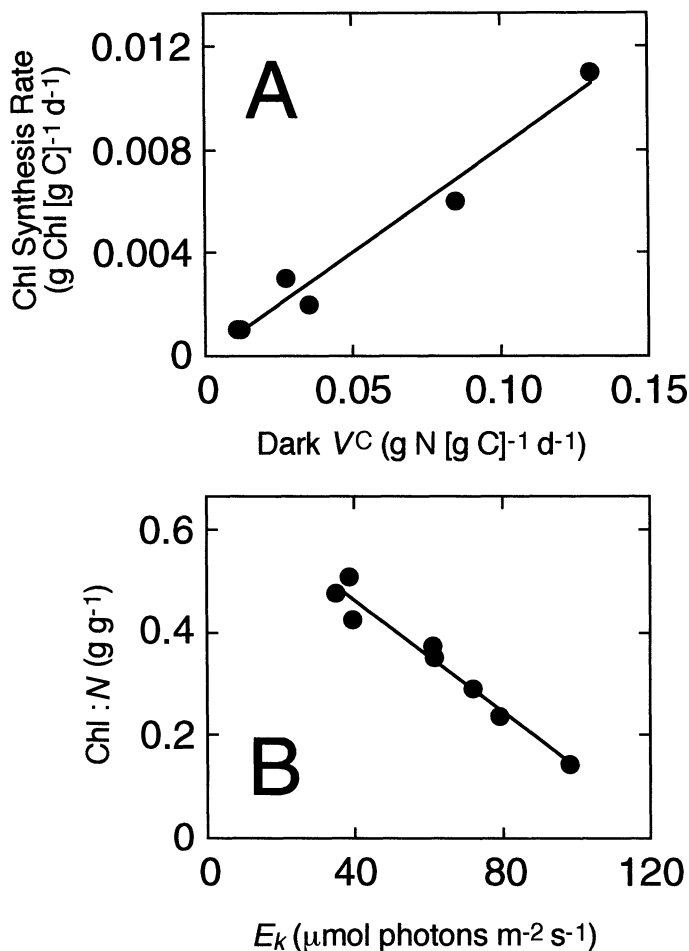 A
0.012
0.008
0.004
0
Chl Synthesis Rate
(g Chl [g C]-1 d-1)
0 0.05 0.10 0.15
Dark VC (g N [g C]-1 d-1)
B
0.6
0.4
0.2
0
Chl : N (g g-1)
0 40 80 120
Ek (μmol photons m-2 s-1)